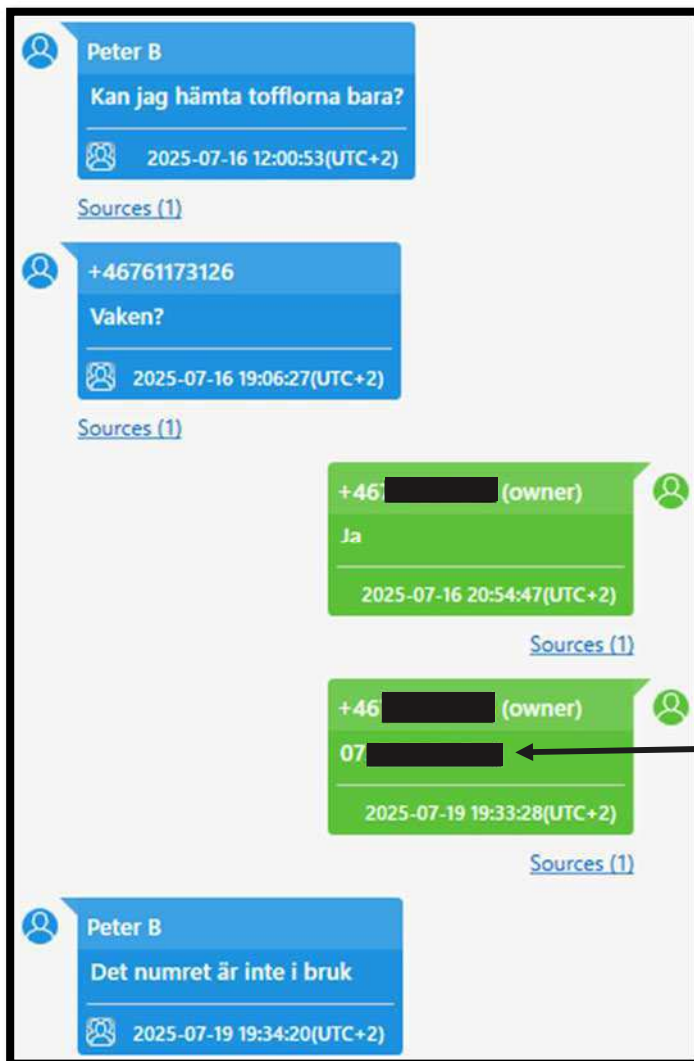 Peter B
Kan jag hämta tofflorna bara?
2025-07-16 12:00:53(UTC+2)
Sources (1)
+46761173126
Vaken?
2025-07-16 19:06:27(UTC+2)
Sources (1)
+46 (owner)
Ja
2025-07-16 20:54:47(UTC+2)
Sources (1)
+46 (owner)
07
2025-07-19 19:33:28(UTC+2)
Sources (1)
Peter B
Det numret är inte i bruk
2025-07-19 19:34:20(UTC+2)